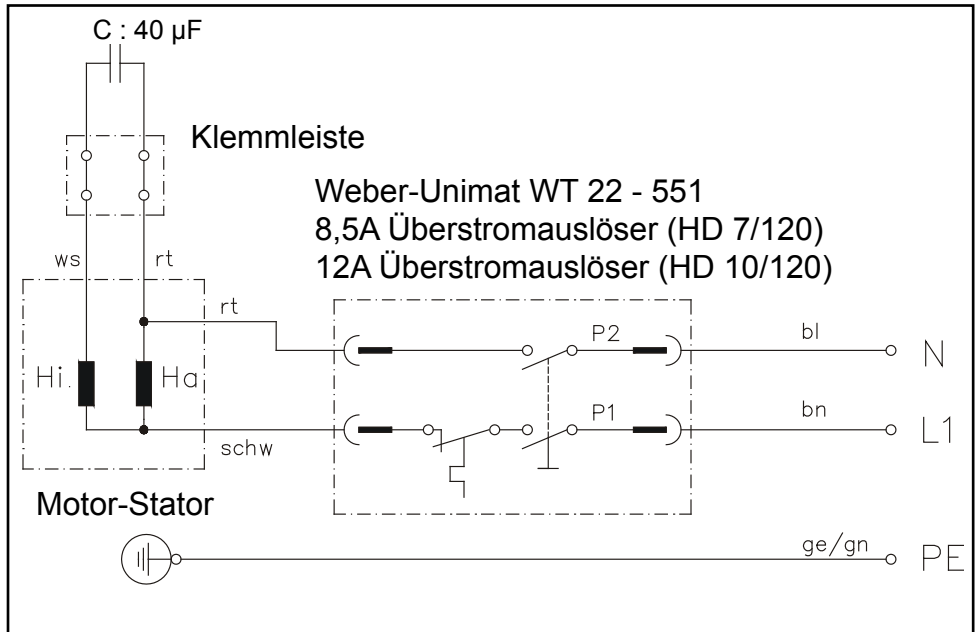 C : 40 µF
Klemmleiste
Weber-Unimat WT 22 - 551
8,5A Überstromauslöser (HD 7/120)
12A Überstromauslöser (HD 10/120)
ws
rt
rt
P2
bl
N
Hi.
Ha
P1
bn
L1
schw
Motor-Stator
ge/gn
PE